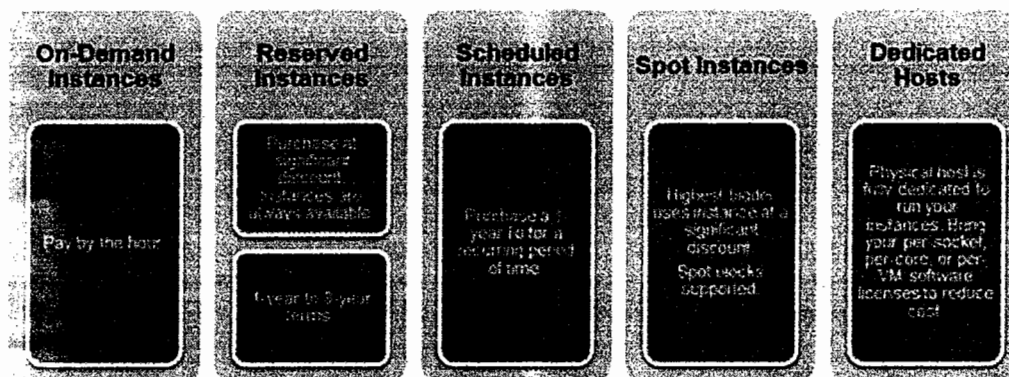 On-Demand
Instances
Pay by the hour.
Reserved
Instances
Purchase at
significant
discount.
Instances are
always available.
1-year to 3-year
terms.
Scheduled
Instances
Purchase a 1-
year RI for a
recurring period
of time.
Spot Instances
Highest bidder
uses instance at a
significant
discount.
Spot blocks
supported.
Dedicated
Hosts
Physical host is
fully dedicated to
run your
instances. Bring
your per-socket,
per-core, or per-
VM software
licenses to reduce
cost.